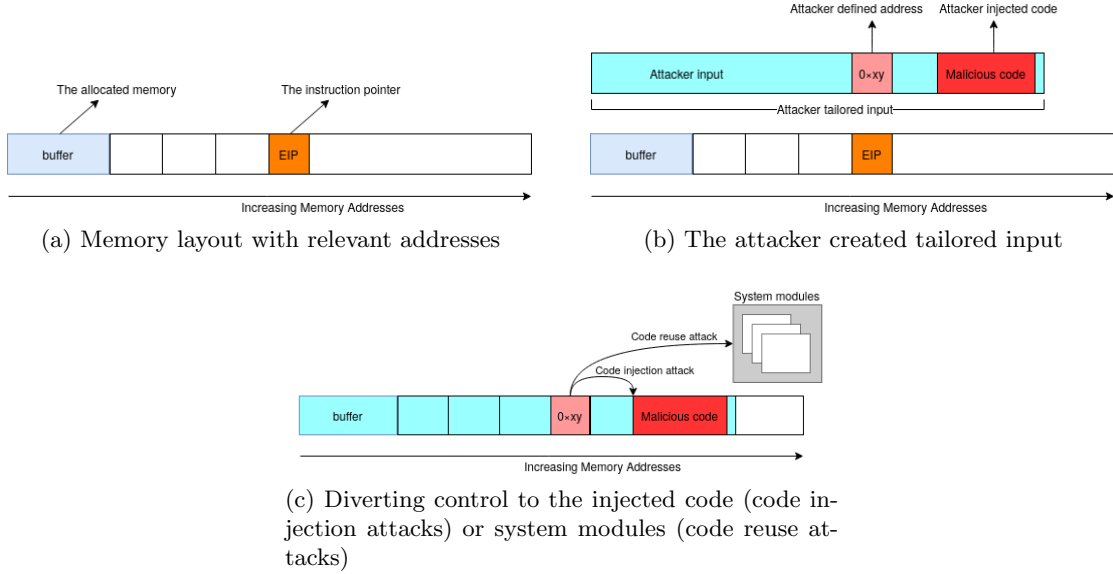 The allocated memory
The instruction pointer
buffer
EIP
Increasing Memory Addresses
(a) Memory layout with relevant addresses
Attacker defined address
Attacker injected code
Attacker input
0×xy
Malicious code
Attacker tailored input
buffer
EIP
Increasing Memory Addresses
(b) The attacker created tailored input
System modules
Code reuse attack
Code injection attack
buffer
0×xy
Malicious code
Increasing Memory Addresses
(c) Diverting control to the injected code (code in-
jection attacks) or system modules (code reuse at-
tacks)